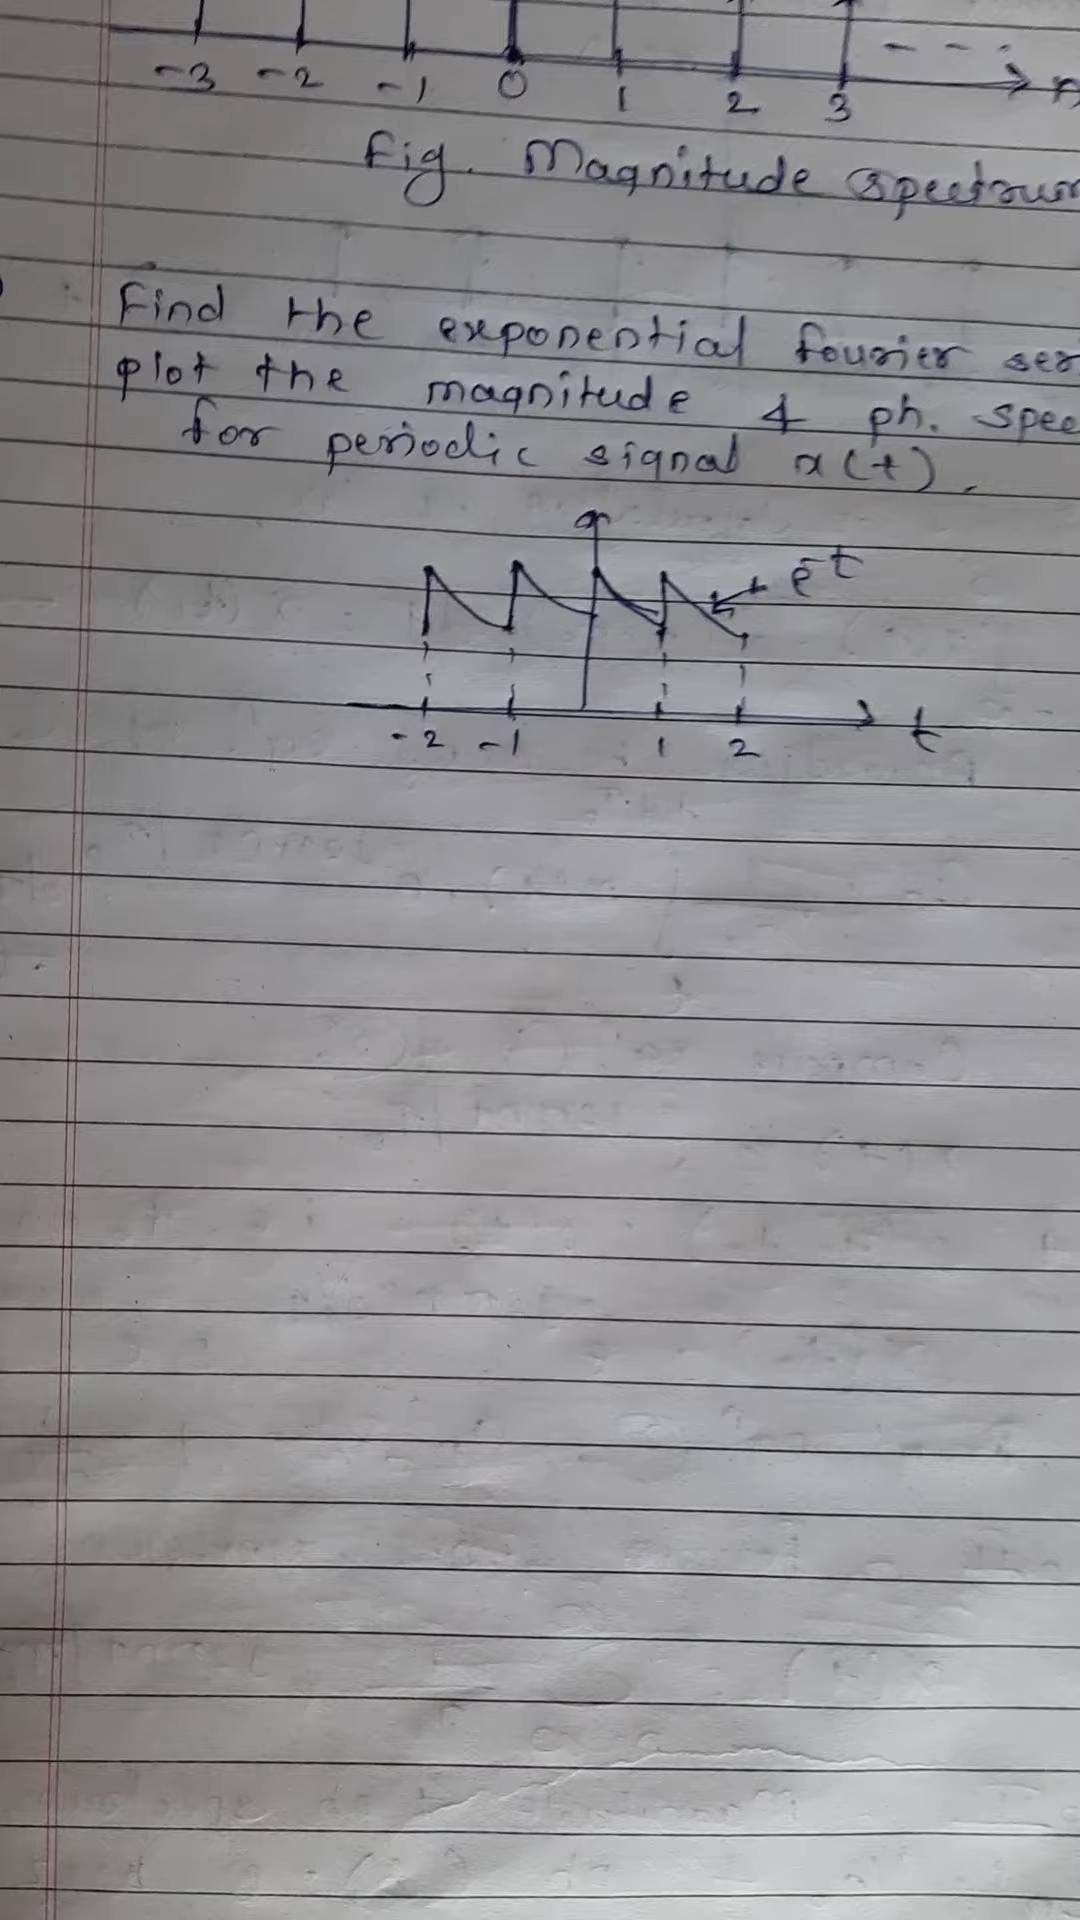 -3 -2 -1 0 1 2 3
Fig. Magnitude
Find the exponential fourier
plot the magnitude & ph.
for periodic signal x(t).
e^-t
-2 -1 1 2 t